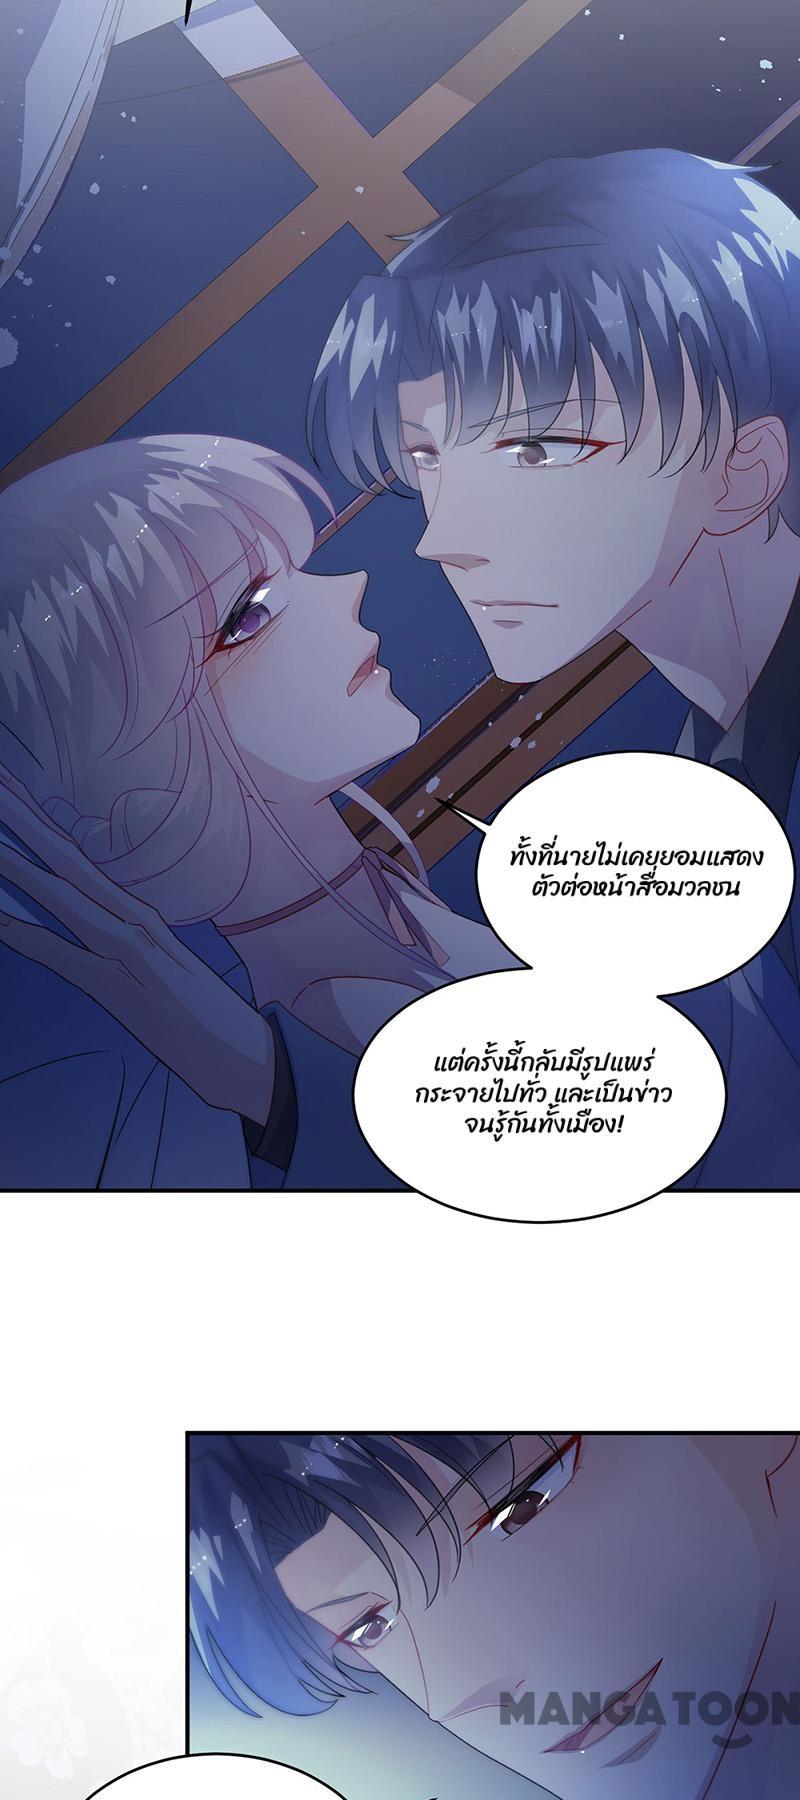 ทั้งที่นายไม่เคยยอมแสดง
ตัวต่อหน้าสื่อมวลชน
แต่ครั้งนี้กลับมีรูปแพร่
กระจายไปทั่ว และเป็นข่าว
จนรู้กันทั้งเมือง!
MANGATOON